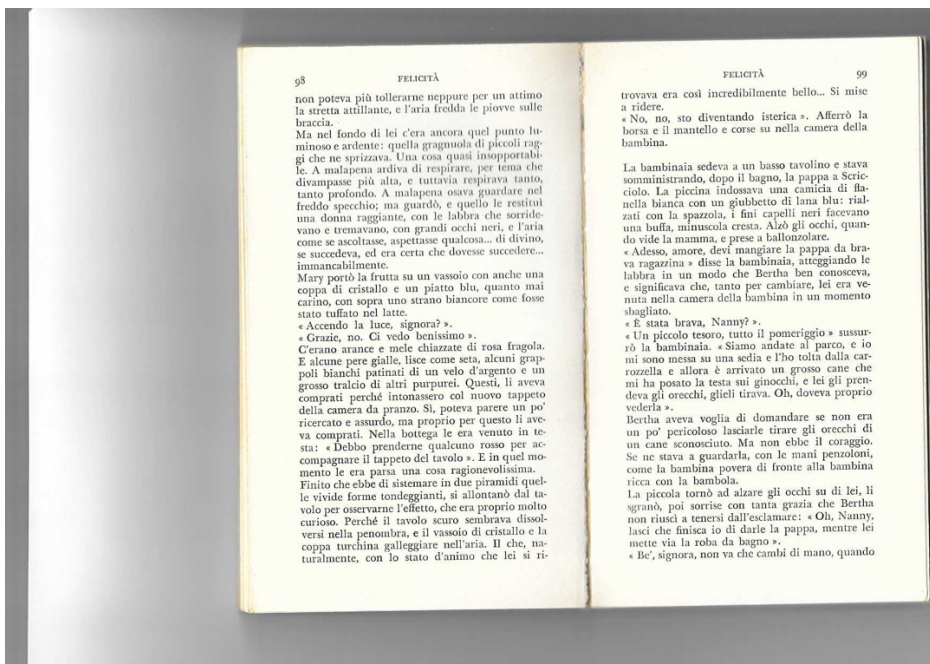 98
FELICITÀ
non poteva più tollerarne neppure per un attimo
la stretta attillante, e l'aria fredda le piovve sulle
braccia.
Ma nel fondo di lei c'era ancora quel punto lu-
minoso e ardente: quella gragnuola di piccoli rag-
gi che ne sprizzava. Una cosa quasi insopportabi-
le. A malapena ardiva di respirare, per tema che
divampasse più alta, e tuttavia respirava tanto,
tanto profondo. A malapena osava guardare nel
freddo specchio; ma guardò, e quello le restituì
una donna raggiante, con le labbra che sorride-
vano e tremavano, con grandi occhi neri, e l'aria
come se ascoltasse, aspettasse qualcosa... di divino,
se succedeva, ed era certa che dovesse succedere...
immancabilmente.
Mary portò la frutta su un vassoio con anche una
coppa di cristallo e un piatto blu, quanto mai
carino, con sopra uno strano biancore come fosse
stato tuffato nel latte.
« Accendo la luce, signora? ».
« Grazie, no. Ci vedo benissimo ».
C'erano arance e mele chiazzate di rosa fragola.
E alcune pere gialle, lisce come seta, alcuni grap-
poli bianchi patinati di un velo d'argento e un
grosso tralcio di altri purpurei. Questi, li aveva
comprati perché intonassero col nuovo tappeto
della camera da pranzo. Sì, poteva parere un po'
ricercato e assurdo, ma proprio per questo li ave-
va comprati. Nella bottega le era venuto in te-
sta: « Debbo prenderne qualcuno rosso per ac-
compagnare il tappeto del tavolo ». E in quel mo-
mento le era parsa una cosa ragionevolissima.
Finito che ebbe di sistemare in due piramidi quel-
le vivide forme tondeggianti, si allontanò dal ta-
volo per osservarne l'effetto, che era proprio molto
curioso. Perché il tavolo scuro sembrava dissol-
versi nella penombra, e il vassoio di cristallo e la
coppa turchina galleggiare nell'aria. Il che, na-
turalmente, con lo stato d'animo che lei si ri-
FELICITÀ
99
trovava era così incredibilmente bello... Si mise
a ridere.
« No, no, sto diventando isterica ». Afferrò la
borsa e il mantello e corse su nella camera della
bambina.
La bambinaia sedeva a un basso tavolino e stava
somministrando, dopo il bagno, la pappa a Scric-
ciolo. La piccina indossava una camicia di fla-
nella bianca con un giubbetto di lana blu: rial-
zati con la spazzola, i fini capelli neri facevano
una buffa, minuscola cresta. Alzò gli occhi, quan-
do vide la mamma, e prese a ballonzolare.
« Adesso, amore, devi mangiare la pappa da bra-
va ragazzina » disse la bambinaia, atteggiando le
labbra in un modo che Bertha ben conosceva,
e significava che, tanto per cambiare, lei era ve-
nuta nella camera della bambina in un momento
sbagliato.
« È stata brava, Nanny? ».
« Un piccolo tesoro, tutto il pomeriggio » sussur-
rò la bambinaia. « Siamo andate al parco, e io
mi sono messa su una sedia e l'ho tolta dalla car-
rozzella e allora è arrivato un grosso cane che
mi ha posato la testa sui ginocchi, e lei gli pren-
deva gli orecchi, glieli tirava. Oh, doveva proprio
vederla ».
Bertha aveva voglia di domandare se non era
un po' pericoloso lasciarle tirare gli orecchi di
un cane sconosciuto. Ma non ebbe il coraggio.
Se ne stava a guardarla, con le mani penzoloni,
come la bambina povera di fronte alla bambina
ricca con la bambola.
La piccola tornò ad alzare gli occhi su di lei, li
sgranò, poi sorrise con tanta grazia che Bertha
non riuscì a tenersi dall'esclamare: « Oh, Nanny,
lasci che finisca io di darle la pappa, mentre lei
mette via la roba da bagno ».
« Be', signora, non va che cambi di mano, quando